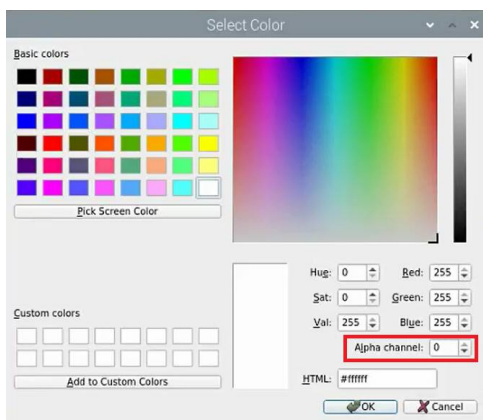 Select Color
Basic colors
Pick Screen Color
Custom colors
Add to Custom Colors
Hue: 0 Red: 255
Sat: 0 Green: 255
Val: 255 Blue: 255
Alpha channel: 0
HTML: #ffffff
OK Cancel